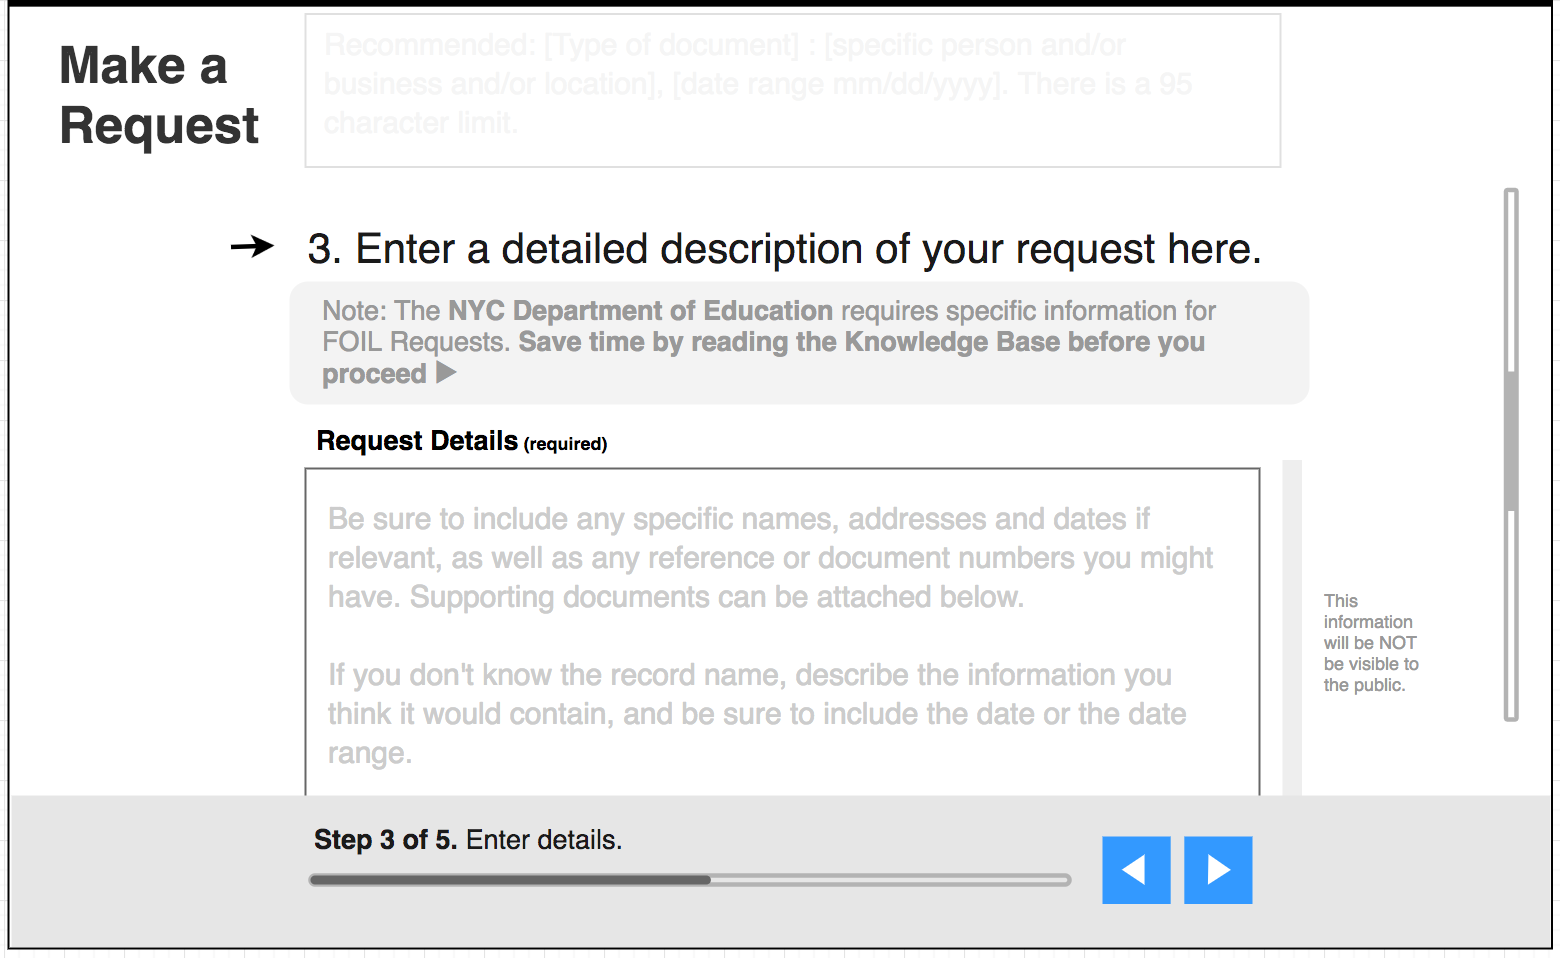 Make a
Request
Recommended: [Type of document] : [specific person and/or
business and/or location], [date range mm/dd/yyyy]. There is a 95
character limit.
3. Enter a detailed description of your request here.
Note: The NYC Department of Education requires specific information for
FOIL Requests. Save time by reading the Knowledge Base before you
proceed
Request Details (required)
Be sure to include any specific names, addresses and dates if
relevant, as well as any reference or document numbers you might
have. Supporting documents can be attached below.
If you don't know the record name, describe the information you
think it would contain, and be sure to include the date or the date
range.
This
information
will be NOT
be visible to
the public.
Step 3 of 5. Enter details.